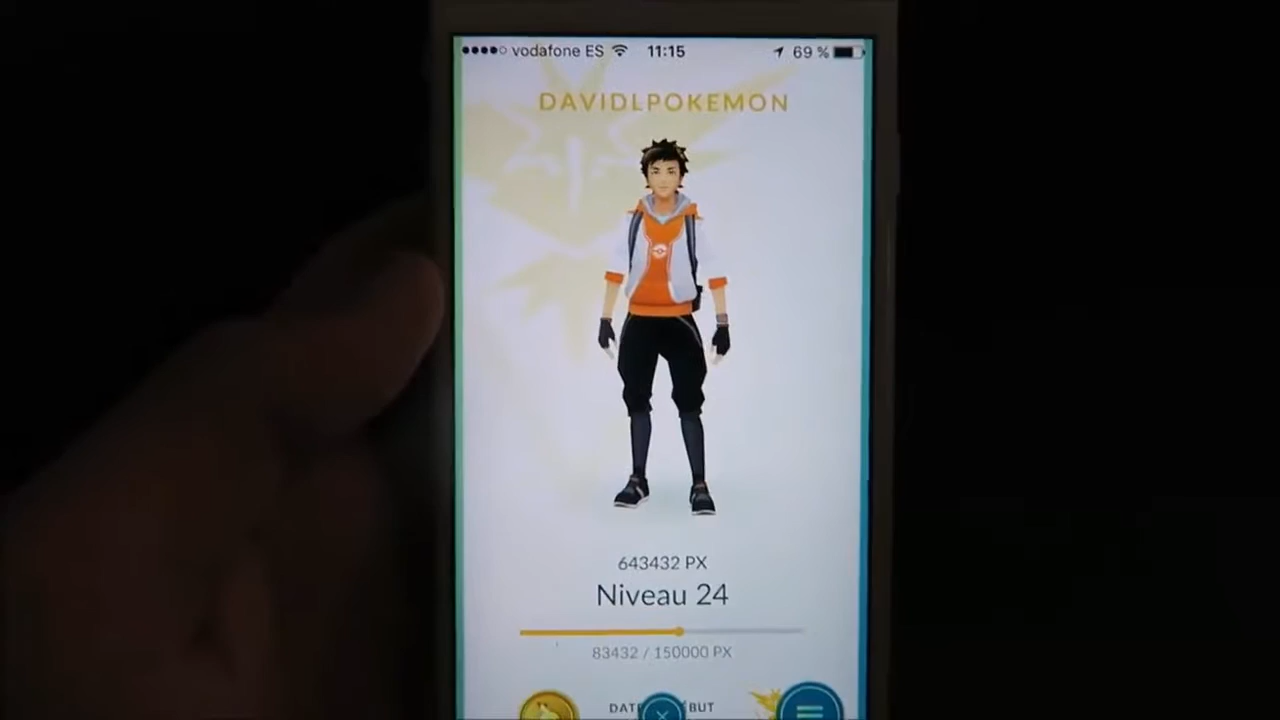 vodafone ES 11:15 69 %
DAVIDLPOKEMON
643432 PX
Niveau 24
83432 / 150000 PX